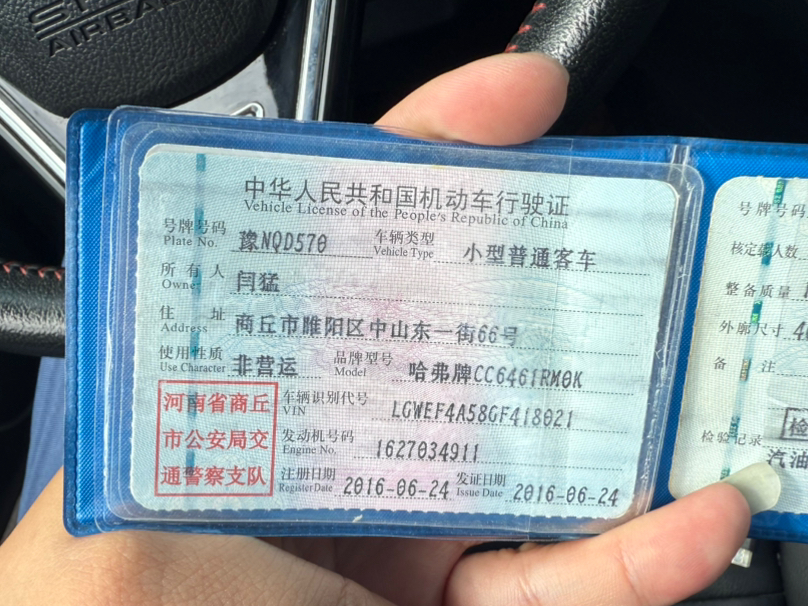 AIRBA
中华人民共和国机动车行驶证
Vehicle License of the People's Republic of China
号牌号码 豫NQD570 车辆类型 小型普通客车
Plate No. Vehicle Type
所有人 闫猛
Owner
住址 商丘市睢阳区中山东一街66号
Address
使用性质 非营运 品牌型号 哈弗牌CC6461RM0K
Use Character Model
河南省商丘
市公安局交
通警察支队
车辆识别代号 LGWEF4A58GF418021
VIN
发动机号码 1627034911
Engine No.
注册日期 2016-06-24 发证日期 2016-06-24
Register Date Issue Date
号牌号码
核定载人数
整备质量
外廓尺寸
备注
检验记录
检
汽油